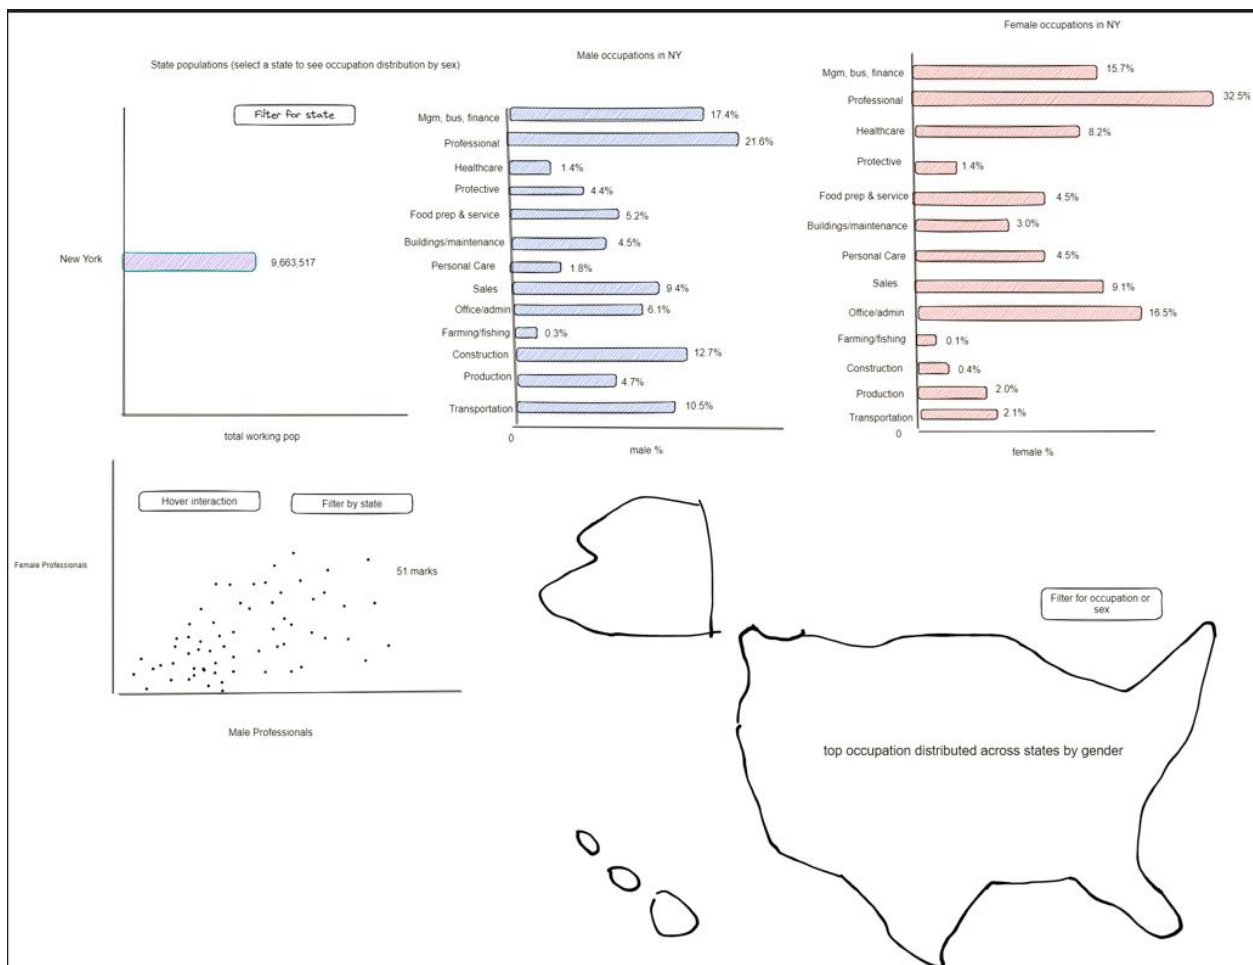 State populations (select a state to see occupation distribution by sex)
Filter for state
New York
9,663,517
total working pop
Male occupations in NY
Mgm, bus, finance
17.4%
Professional
21.6%
Healthcare
1.4%
Protective
4.4%
Food prep & service
5.2%
Buildings/maintenance
4.5%
Personal Care
1.8%
Sales
9.4%
Office/admin
6.1%
Farming/fishing
0.3%
Construction
12.7%
Production
4.7%
Transportation
10.5%
0
male %
Female occupations in NY
Mgm, bus, finance
15.7%
Professional
32.5%
Healthcare
8.2%
Protective
1.4%
Food prep & service
4.5%
Buildings/maintenance
3.0%
Personal Care
4.5%
Sales
9.1%
Office/admin
16.5%
Farming/fishing
0.1%
Construction
0.4%
Production
2.0%
Transportation
2.1%
0
female %
Hover interaction
Filter by state
Female Professionals
51 marks
Male Professionals
Filter for occupation or
sex
top occupation distributed across states by gender